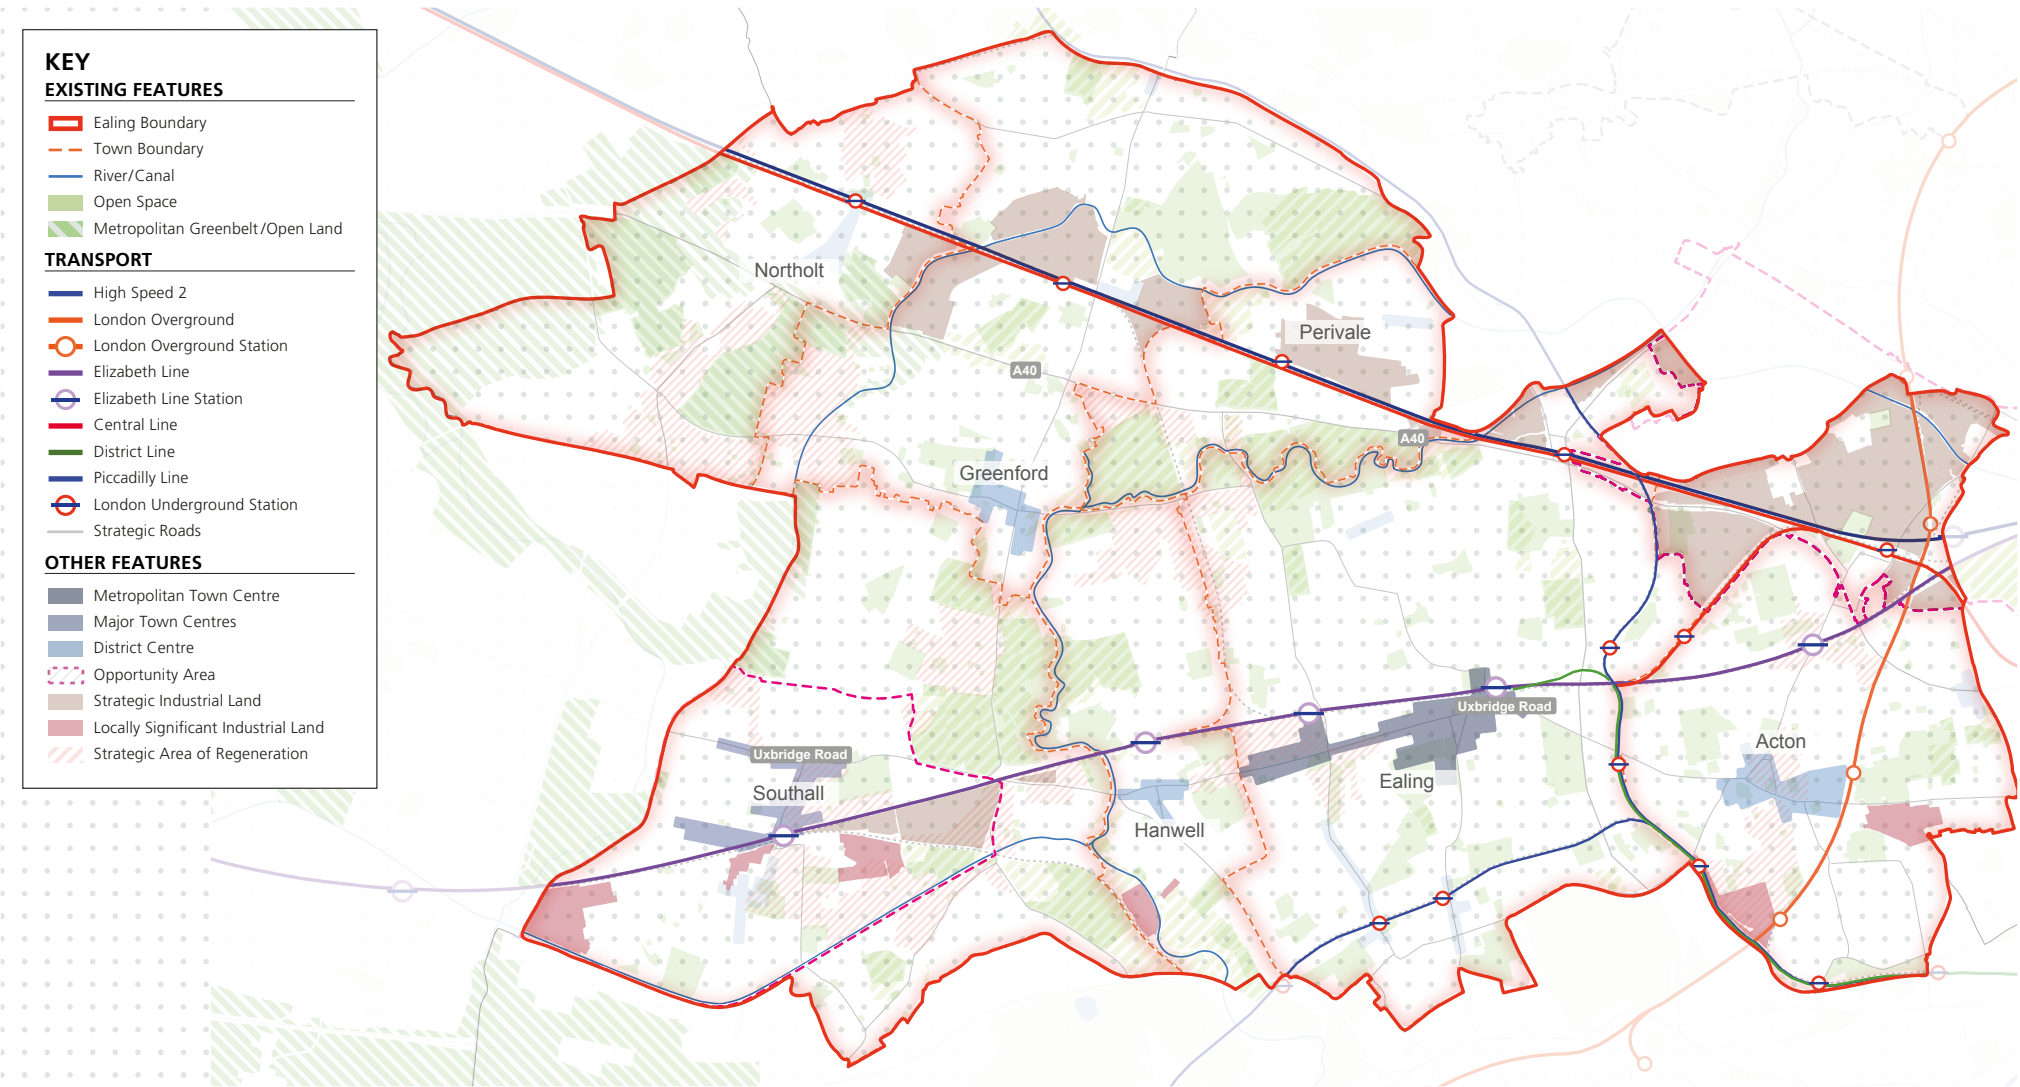 KEY
EXISTING FEATURES
Ealing Boundary
Town Boundary
River/Canal
Open Space
Metropolitan Greenbelt/Open Land
TRANSPORT
High Speed 2
London Overground
London Overground Station
Elizabeth Line
Elizabeth Line Station
Central Line
District Line
Piccadilly Line
London Underground Station
Strategic Roads
OTHER FEATURES
Metropolitan Town Centre
Major Town Centres
District Centre
Opportunity Area
Strategic Industrial Land
Locally Significant Industrial Land
Strategic Area of Regeneration
Northolt
Perivale
A40
A40
Greenford
Uxbridge Road
Acton
Uxbridge Road
Ealing
Southall
Hanwell